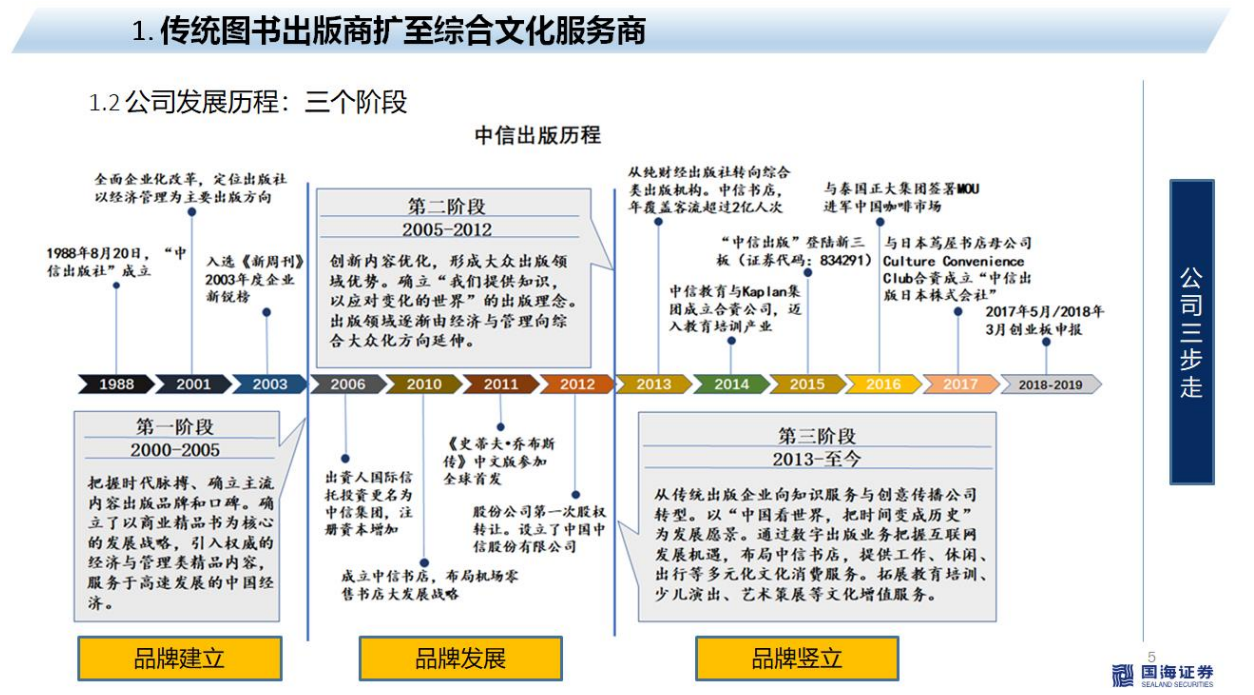 1. 传统图书出版商扩至综合文化服务商
1.2 公司发展历程：三个阶段
中信出版历程
全面企业化改革，定位出版社
以经济管理为主要出版方向
1988年8月20日，“中
信出版社”成立
入选《新周刊》
2003年度企业
新锐榜
第二阶段
2005-2012
创新内容优化，形成大众出版领
域优势。确立“我们提供知识，
以应对变化的世界”的出版理念。
出版领域逐渐由经济与管理向综
合大众化方向延伸。
从纯财经出版社转向综合
类出版机构。中信书店，
年覆盖客流超过2亿人次
与泰国正大集团签署MOU
进军中国咖啡市场
“中信出版”登陆新三
板（证券代码：834291）
与日本茑屋书店母公司
Culture Convenience
Club合資成立“中信出
版日本株式会社”
中信教育与Kaplan集
团成立合資公司，迈
入教育培训产业
2017年5月/2018年
3月创业板申报
1988
2001
2003
2006
2010
2011
2012
2013
2014
2015
2016
2017
2018-2019
第一阶段
2000-2005
把握时代脉搏、确立主流
内容出版品牌和口碑。确
立了以商业精品书为核心
的发展战略，引入权威的
经济与管理类精品内容，
服务于高速发展的中国经
济。
出資人国际信
托投资更名为
中信集团，注
册资本增加
成立中信书店，布局机场零
售书店大发展战略
《史蒂夫•乔布斯
传》中文版参加
全球首发
股份公司第一次股权
转让。设立了中国中
信股份有限公司
第三阶段
2013-至今
从传统出版企业向知识服务与创意传播公司
转型。以“中国看世界，把时间变成历史”
为发展愿景。通过数字出版业务把握互联网
发展机遇，布局中信书店，提供工作、休闲、
出行等多元化文化消费服务。拓展教育培训、
少儿演出、艺术策展等文化增值服务。
品牌建立
品牌发展
品牌竖立
公司三步走
5
国海证券
SEALAND SECURITIES